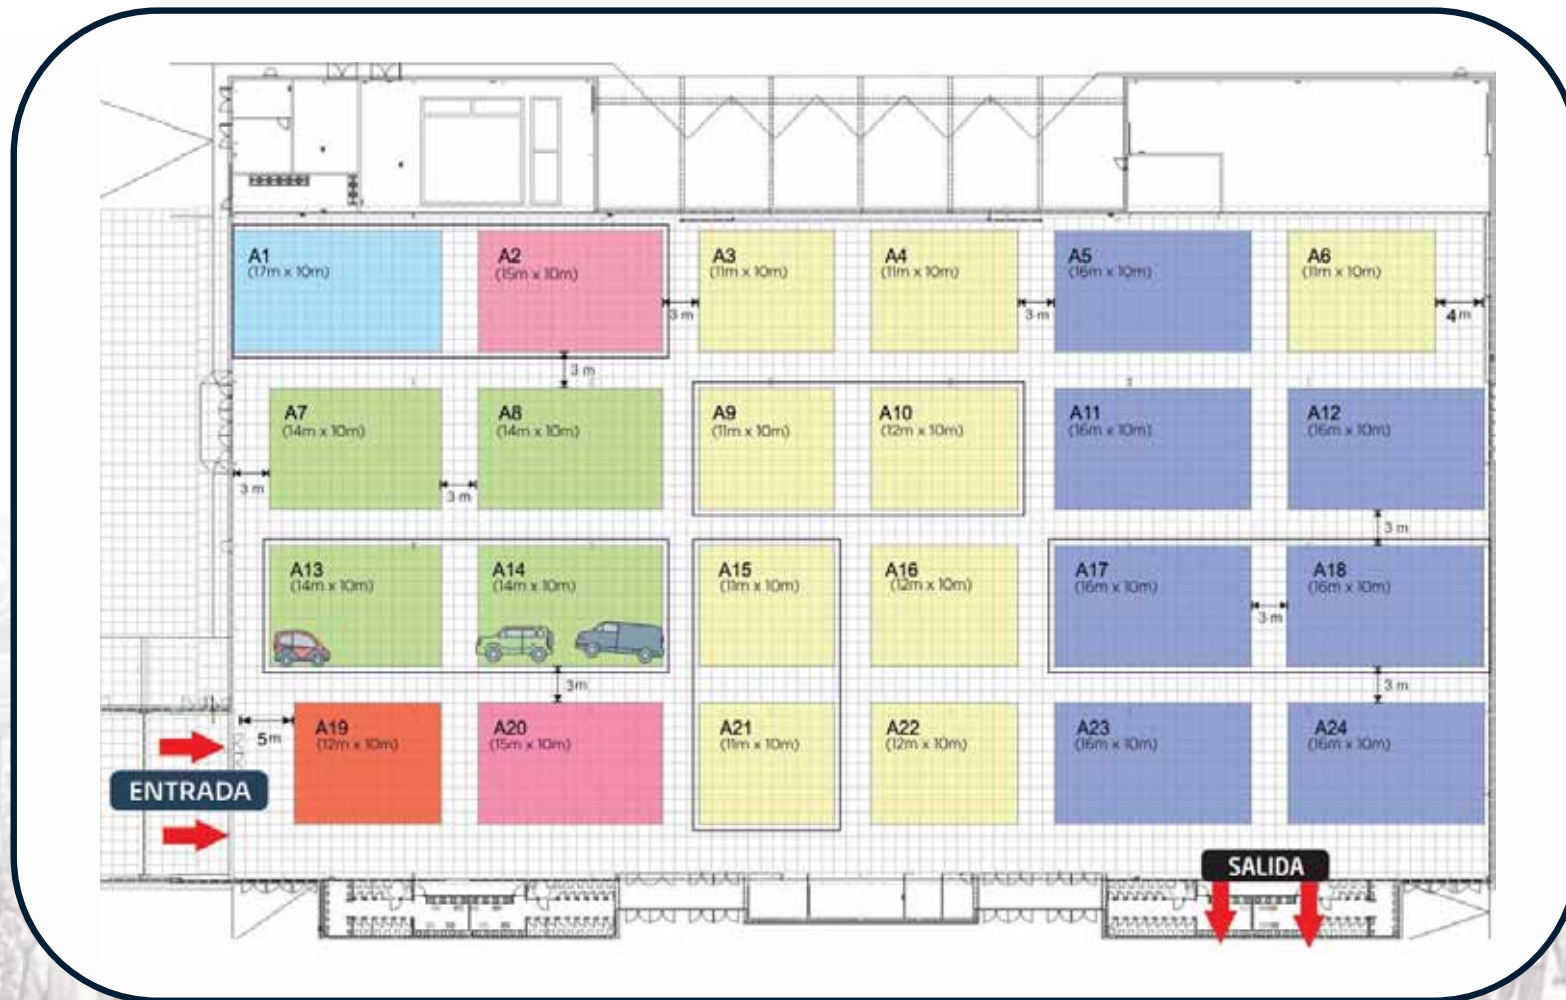 A1
(17m x 10m)
A2
(15m x 10m)
A3
(11m x 10m)
A4
(11m x 10m)
A5
(16m x 10m)
A6
(11m x 10m)
3 m
3 m
4m
3 m
A7
(14m x 10m)
A8
(14m x 10m)
A9
(11m x 10m)
A10
(12m x 10m)
A11
(16m x 10m)
A12
(16m x 10m)
3 m
3 m
3 m
A13
(14m x 10m)
A14
(14m x 10m)
A15
(11m x 10m)
A16
(12m x 10m)
A17
(16m x 10m)
A18
(16m x 10m)
3 m
3m
3 m
A19
(12m x 10m)
A20
(15m x 10m)
A21
(11m x 10m)
A22
(12m x 10m)
A23
(16m x 10m)
A24
(16m x 10m)
5m
ENTRADA
SALIDA